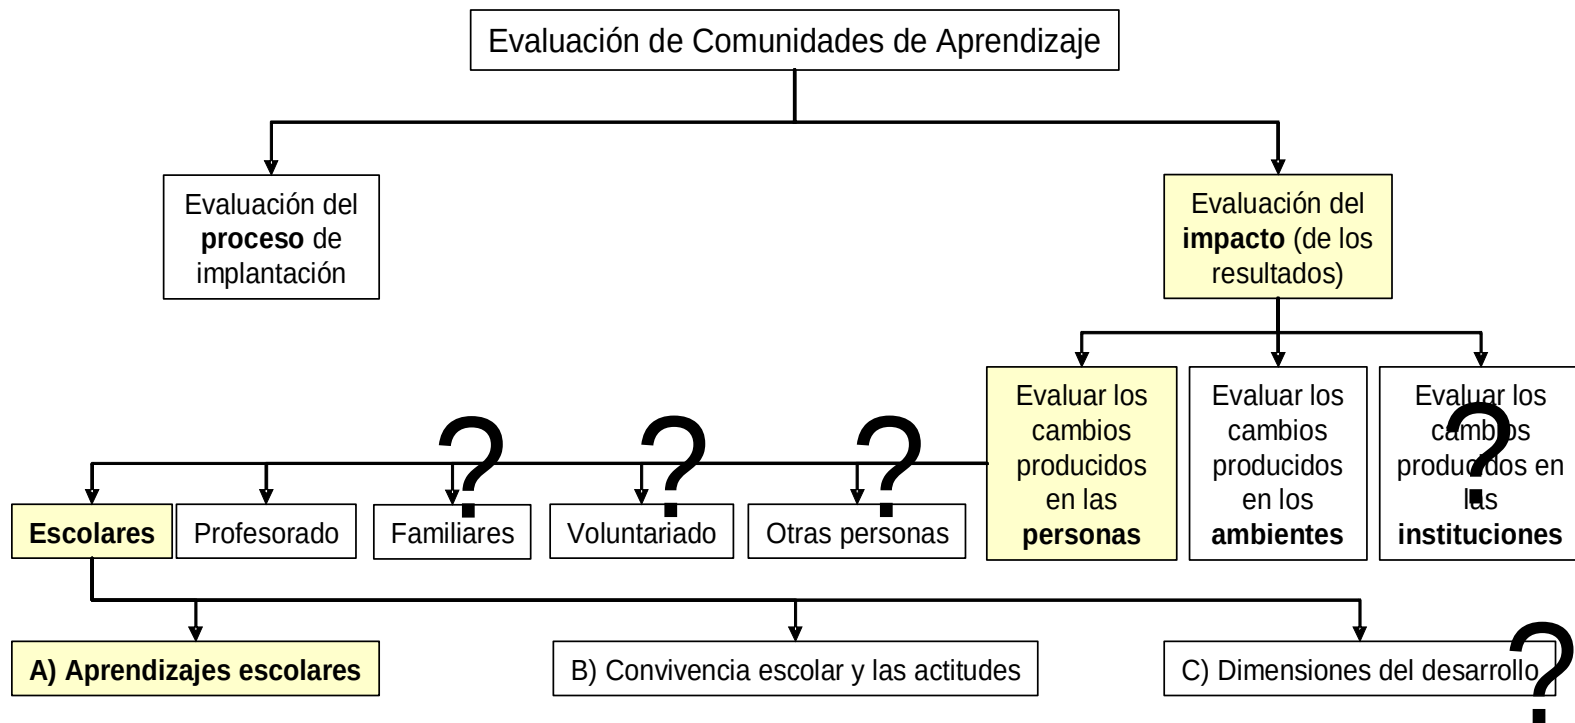 Evaluación de Comunidades de Aprendizaje
Evaluación del
proceso de
implantación
Evaluación del
impacto (de los
resultados)
Evaluar los
cambios
producidos
en las
personas
Evaluar los
cambios
producidos
en los
ambientes
Evaluar los
cambios
producidos en
las
instituciones
?
?
?
?
Escolares
Profesorado
Familiares
Voluntariado
Otras personas
A) Aprendizajes escolares
B) Convivencia escolar y las actitudes
C) Dimensiones del desarrollo
?